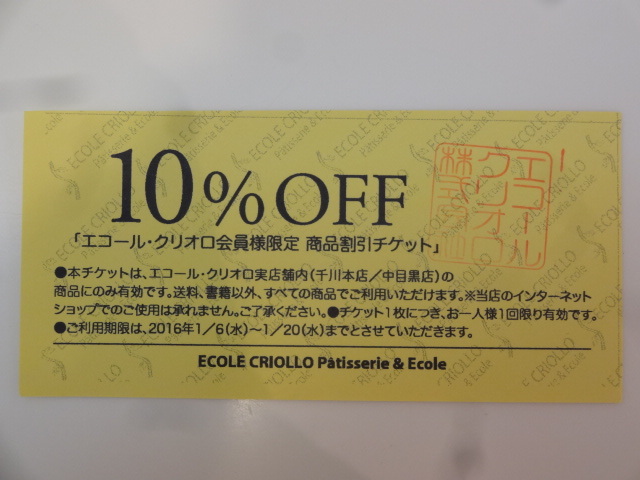 10%OFF
「エコール・クリオロ会員様限定 商品割引チケット」
●本チケットは、エコール・クリオロ実店舗内(千川本店/中目黒店)の
商品にのみ有効です。送料、書籍以外、すべての商品でご利用いただけます。※当店のインターネット
ショップでのご使用は承れません。ご了承ください。●チケット1枚につき、お一人様1回限り有効です。
●ご利用期限は、2016年1/6(水)〜1/20(水)までとさせていただきます。
ECOLE CRIOLLO Pâtisserie & Ecole
エコール
クリオロ
株式